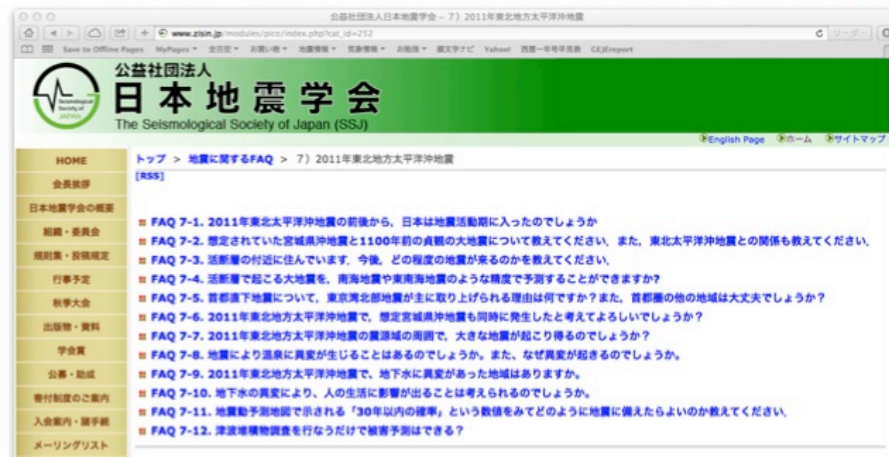 公益社団法人日本地震学会 - 7）2011年東北地方太平洋沖地震
www.zisin.jp/modules/pico/index.php?cat_id=252
リーダー
Save to Offline Pages MyPages お買い物 地震情報 気象情報 お勉強 顔文字ナビ Yahoo! 西暦−年号早見表 GEJEreport
Seismological Society of JAPAN
公益社団法人
日本地震学会
The Seismological Society of Japan (SSJ)
English Page ホーム サイトマップ
HOME
会長挨拶
日本地震学会の概要
組織・委員会
規則集・投稿規定
行事予定
秋季大会
出版物・資料
学会賞
公募・助成
寄付制度のご案内
入会案内・諸手続
メーリングリスト
トップ > 地震に関するFAQ > 7）2011年東北地方太平洋沖地震
[RSS]
FAQ 7-1. 2011年東北太平洋沖地震の前後から，日本は地震活動期に入ったのでしょうか
FAQ 7-2. 想定されていた宮城県沖地震と1100年前の貞観の大地震について教えてください．また，東北太平洋沖地震との関係も教えてください．
FAQ 7-3. 活断層の付近に住んでいます．今後，どの程度の地震が来るのかを教えてください．
FAQ 7-4. 活断層で起こる大地震を，南海地震や東南海地震のような精度で予測することができますか?
FAQ 7-5. 首都直下地震について，東京湾北部地震が主に取り上げられる理由は何ですか？また，首都圏の他の地域は大丈夫でしょうか？
FAQ 7-6. 2011年東北地方太平洋沖地震で，想定宮城県沖地震も同時に発生したと考えてよろしいでしょうか？
FAQ 7-7. 2011年東北地方太平洋沖地震の震源域の周囲で，大きな地震が起こり得るのでしょうか？
FAQ 7-8. 地震により温泉に異変が生じることはあるのでしょうか。また、なぜ異変が起きるのでしょうか。
FAQ 7-9. 2011年東北地方太平洋沖地震で、地下水に異変があった地域はありますか。
FAQ 7-10. 地下水の異変により、人の生活に影響が出ることは考えられるのでしょうか。
FAQ 7-11. 地震動予測地図で示される「30年以内の確率」という数値をみてどのように地震に備えたらよいのか教えてください．
FAQ 7-12. 津波堆積物調査を行なうだけで被害予測はできる？